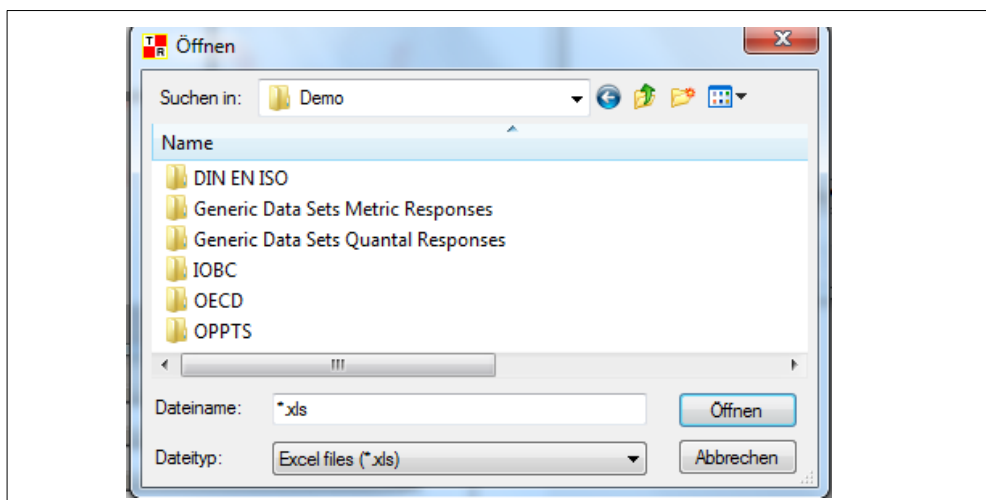 TR Öffnen
Suchen in: Demo
Name
DIN EN ISO
Generic Data Sets Metric Responses
Generic Data Sets Quantal Responses
IOBC
OECD
OPPTS
Dateiname: *.xls Öffnen
Dateityp: Excel files (*.xls) Abbrechen